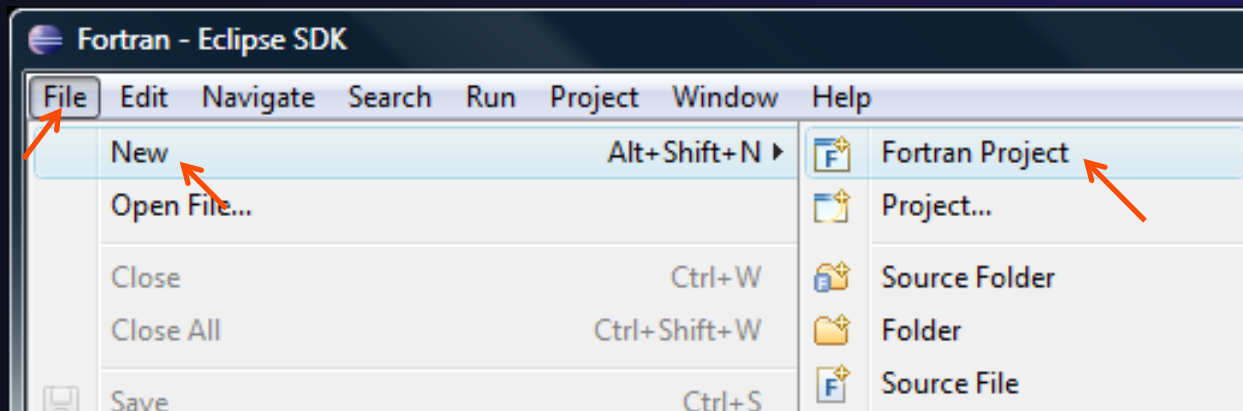 Fortran - Eclipse SDK
File Edit Navigate Search Run Project Window Help
New Alt+Shift+N
Open File...
Close Ctrl+W
Close All Ctrl+Shift+W
Save Ctrl+S
Fortran Project
Project...
Source Folder
Folder
Source File